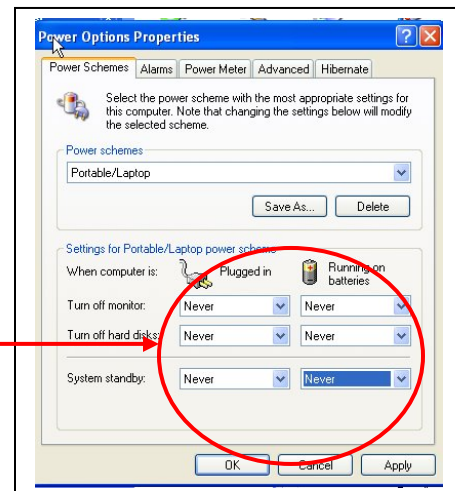 Power Options Properties
Power Schemes Alarms Power Meter Advanced Hibernate
Select the power scheme with the most appropriate settings for
this computer. Note that changing the settings below will modify
the selected scheme.
Power schemes
Portable/Laptop
Save As... Delete
Settings for Portable/Laptop power scheme
When computer is: Plugged in Running on
batteries
Turn off monitor: Never Never
Turn off hard disks: Never Never
System standby: Never Never
OK Cancel Apply